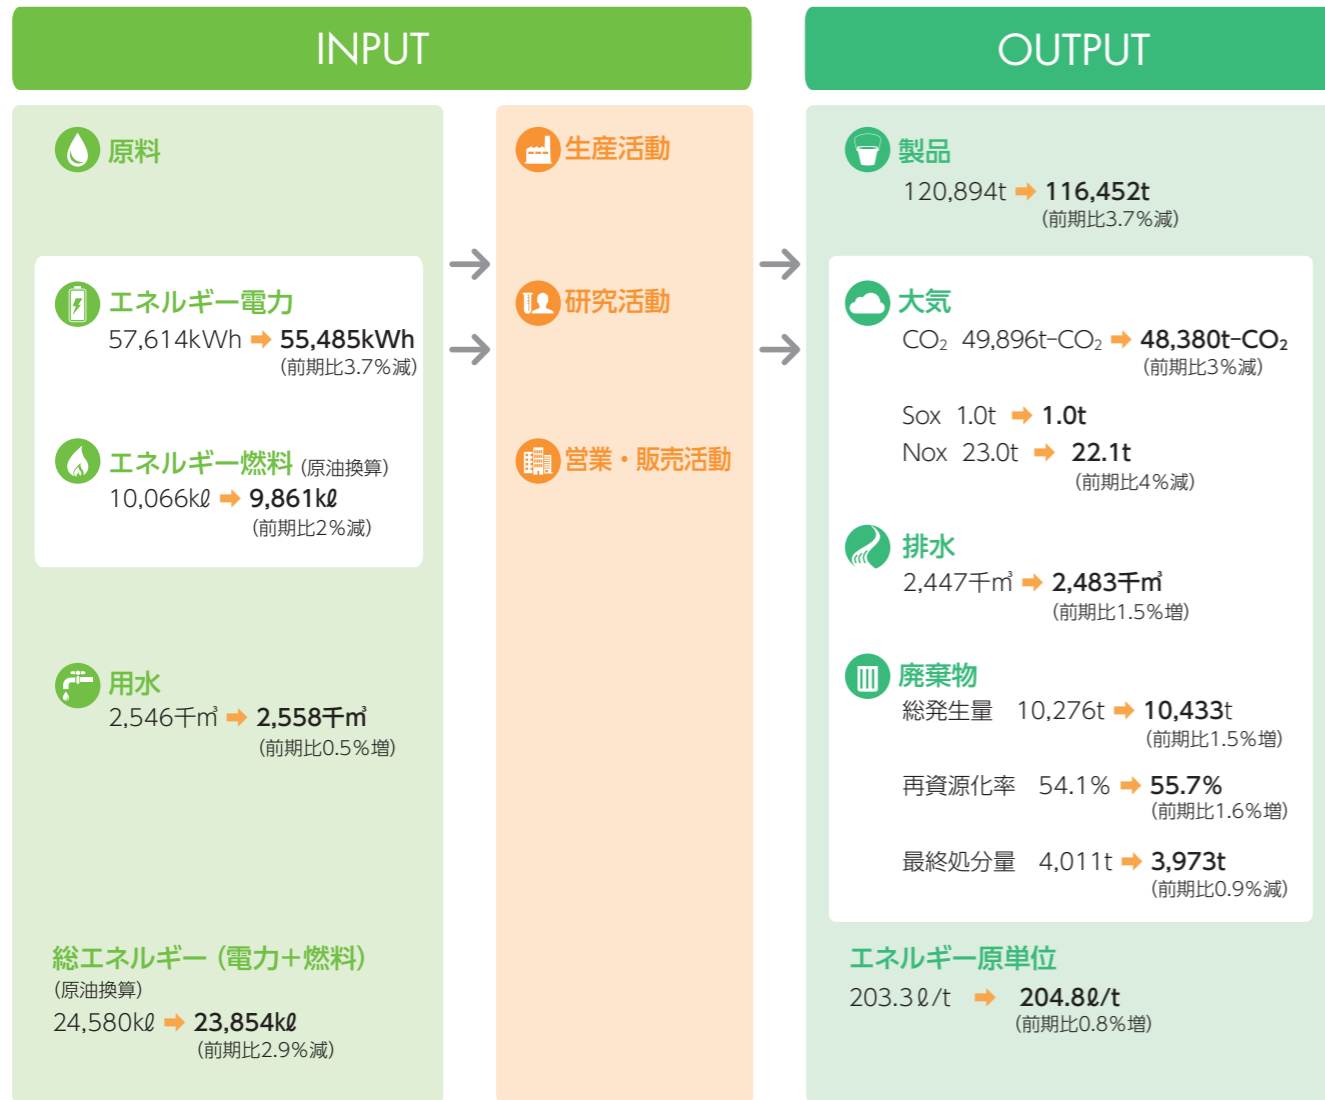 INPUT
原料
エネルギー電力
57,614kWh ➡ 55,485kWh
(前期比3.7%減)
エネルギー燃料 (原油換算)
10,066kℓ ➡ 9,861kℓ
(前期比2%減)
用水
2,546千㎥ ➡ 2,558千㎥
(前期比0.5%増)
総エネルギー(電力+燃料)
(原油換算)
24,580kℓ ➡ 23,854kℓ
(前期比2.9%減)
生産活動
研究活動
営業・販売活動
OUTPUT
製品
120,894t ➡ 116,452t
(前期比3.7%減)
大気
CO₂ 49,896t-CO₂ ➡ 48,380t-CO₂
(前期比3%減)
Sox 1.0t ➡ 1.0t
Nox 23.0t ➡ 22.1t
(前期比4%減)
排水
2,447千㎥ ➡ 2,483千㎥
(前期比1.5%増)
廃棄物
総発生量 10,276t ➡ 10,433t
(前期比1.5%増)
再資源化率 54.1% ➡ 55.7%
(前期比1.6%増)
最終処分量 4,011t ➡ 3,973t
(前期比0.9%減)
エネルギー原単位
203.3ℓ/t ➡ 204.8ℓ/t
(前期比0.8%増)